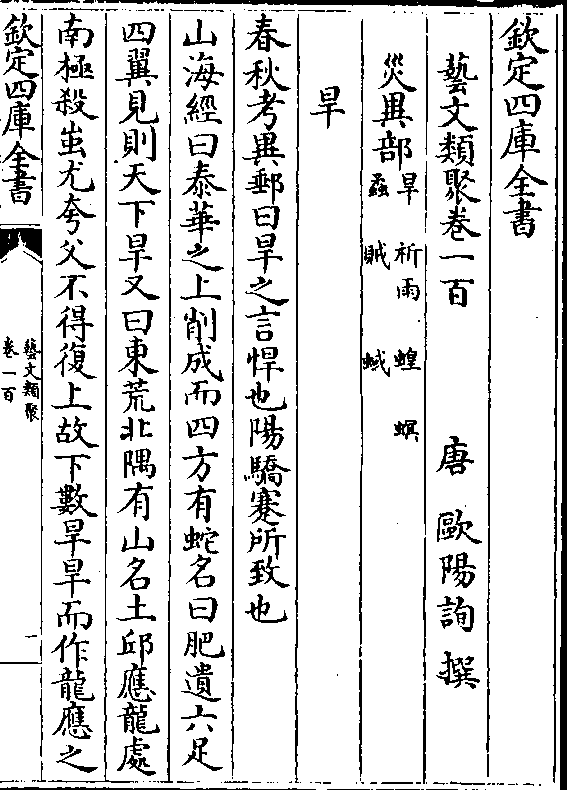 欽定四庫全書
藝文類聚卷一百
唐 歐陽詢 撰
災異部 旱 祈雨 蝗 螟
蟊 賊 蜮
旱
春秋考異郵曰旱之言悍也陽驕蹇所致也
山海經曰泰華之上削成而四方有蛇名曰肥遺六足
四翼見則天下旱又曰東荒北隅有山名土邱應龍處
南極殺蚩尤夸父不得復上故下數旱旱而作龍應之
欽定四庫全書
藝文類聚
卷一百
一